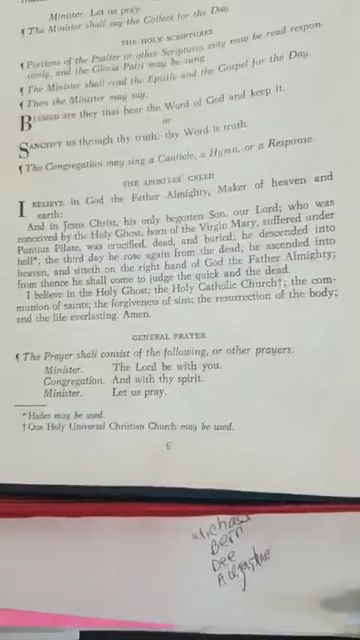 Minister. Let us pray.
¶ The Minister shall say the Collect for the Day.
THE HOLY SCRIPTURES
¶ Portions of the Psalter or other Scriptures may now be read respon-
sively, and the Gloria Patri may be sung.
¶ The Minister shall read the Epistle and the Gospel for the Day.
¶ Then the Minister may say,
BLESSED are they that hear the Word of God and keep it.
or
SANCTIFY us through thy truth: thy Word is truth.
¶ The Congregation may sing a Canticle, a Hymn, or a Response.
THE APOSTLES' CREED
I BELIEVE in God the Father Almighty, Maker of heaven and
earth:
And in Jesus Christ, his only begotten Son, our Lord; who was
conceived by the Holy Ghost, born of the Virgin Mary, suffered under
Pontius Pilate, was crucified, dead, and buried; he descended into
hell*; the third day he rose again from the dead; he ascended into
heaven, and sitteth on the right hand of God the Father Almighty;
from thence he shall come to judge the quick and the dead.
I believe in the Holy Ghost; the Holy Catholic Church†; the com-
munion of saints; the forgiveness of sins; the resurrection of the body;
and the life everlasting. Amen.
GENERAL PRAYER
¶ The Prayer shall consist of the following, or other prayers.
Minister. The Lord be with you.
Congregation. And with thy spirit.
Minister. Let us pray.
*Hades may be used.
†One Holy Universal Christian Church may be used.
6
Bern
Dee